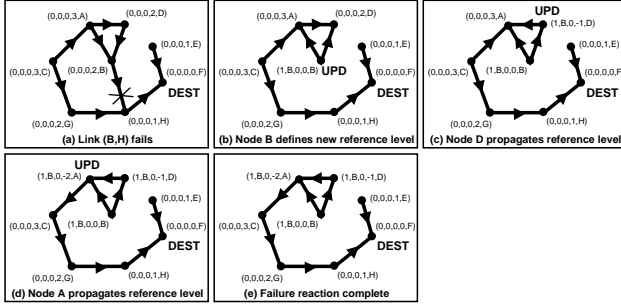 (0,0,0,3,A)
(0,0,0,2,D)
(0,0,0,1,E)
(0,0,0,3,C)
(0,0,0,2,B)
(0,0,0,0,F)
DEST
(0,0,0,2,G)
(0,0,0,1,H)
(a) Link (B,H) fails
(0,0,0,3,A)
(0,0,0,2,D)
(0,0,0,1,E)
(0,0,0,3,C)
(1,B,0,0,B)
UPD
(0,0,0,0,F)
DEST
(0,0,0,2,G)
(0,0,0,1,H)
(b) Node B defines new reference level
UPD
(0,0,0,3,A)
(1,B,0,-1,D)
(0,0,0,1,E)
(0,0,0,3,C)
(1,B,0,0,B)
(0,0,0,0,F)
DEST
(0,0,0,2,G)
(0,0,0,1,H)
(c) Node D propagates reference level
UPD
(1,B,0,-2,A)
(1,B,0,-1,D)
(0,0,0,1,E)
(0,0,0,3,C)
(1,B,0,0,B)
(0,0,0,0,F)
DEST
(0,0,0,2,G)
(0,0,0,1,H)
(d) Node A propagates reference level
(1,B,0,-2,A)
(1,B,0,-1,D)
(0,0,0,1,E)
(0,0,0,3,C)
(1,B,0,0,B)
(0,0,0,0,F)
DEST
(0,0,0,2,G)
(0,0,0,1,H)
(e) Failure reaction complete